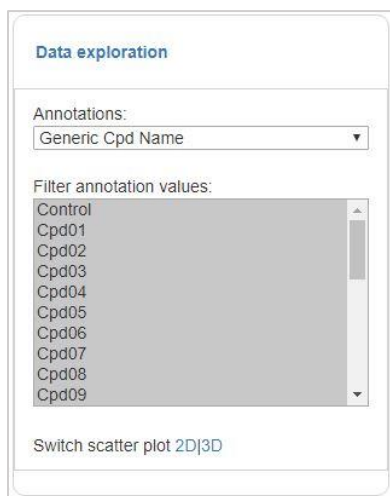 Data exploration
Annotations:
Generic Cpd Name
Filter annotation values:
Control
Cpd01
Cpd02
Cpd03
Cpd04
Cpd05
Cpd06
Cpd07
Cpd08
Cpd09
Switch scatter plot 2D|3D